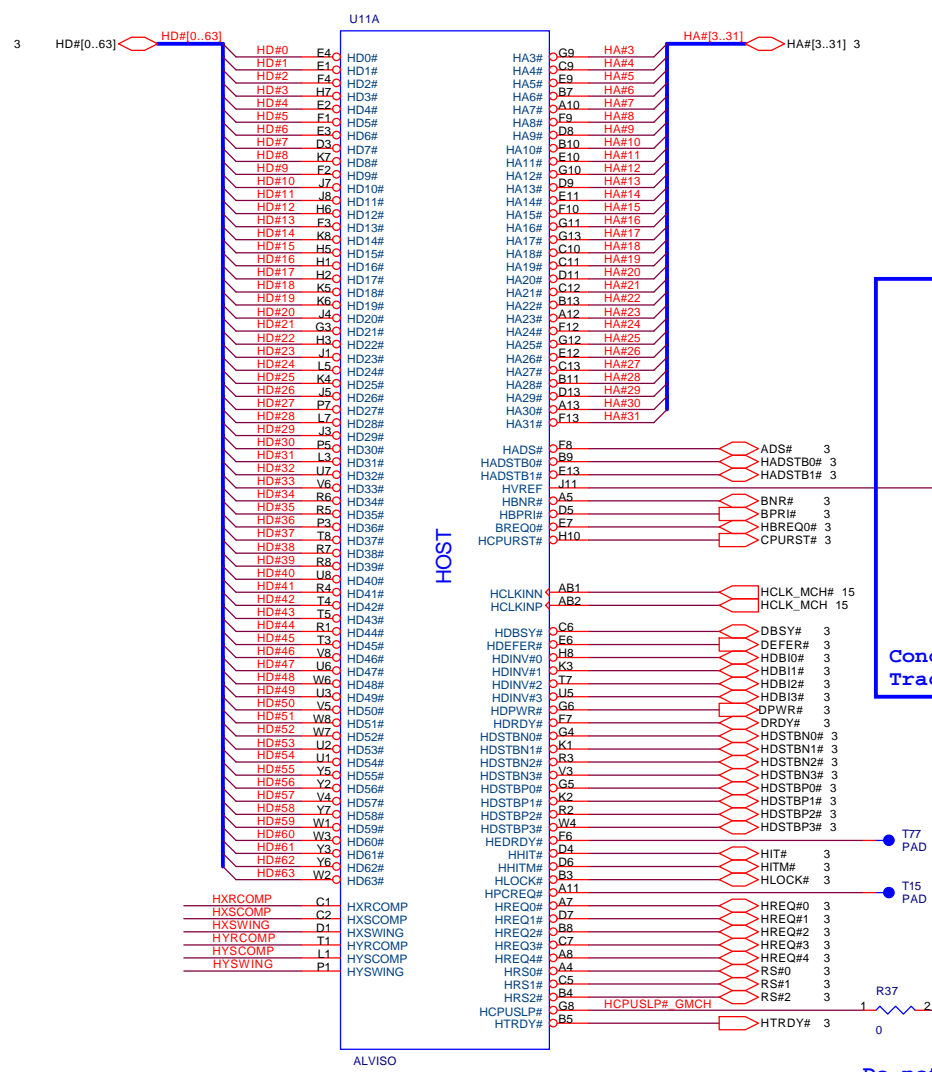 U11A
3 HD#[0..63] HD#[0..63]
HA#[3..31] HA#[3..31] 3
HD#0 E4 HD0#
HD#1 E1 HD1#
HD#2 F4 HD2#
HD#3 H7 HD3#
HD#4 E2 HD4#
HD#5 F1 HD5#
HD#6 E3 HD6#
HD#7 D3 HD7#
HD#8 K7 HD8#
HD#9 F2 HD9#
HD#10 J7 HD10#
HD#11 J8 HD11#
HD#12 H6 HD12#
HD#13 F3 HD13#
HD#14 K8 HD14#
HD#15 H5 HD15#
HD#16 H1 HD16#
HD#17 H2 HD17#
HD#18 K5 HD18#
HD#19 K6 HD19#
HD#20 J4 HD20#
HD#21 G3 HD21#
HD#22 H3 HD22#
HD#23 J1 HD23#
HD#24 L5 HD24#
HD#25 K4 HD25#
HD#26 J5 HD26#
HD#27 P7 HD27#
HD#28 L7 HD28#
HD#29 J3 HD29#
HD#30 P5 HD30#
HD#31 L3 HD31#
HD#32 U7 HD32#
HD#33 V6 HD33#
HD#34 R6 HD34#
HD#35 R5 HD35#
HD#36 P3 HD36#
HD#37 T8 HD37#
HD#38 R7 HD38#
HD#39 R8 HD39#
HD#40 U8 HD40#
HD#41 R4 HD41#
HD#42 T4 HD42#
HD#43 T5 HD43#
HD#44 R1 HD44#
HD#45 T3 HD45#
HD#46 V8 HD46#
HD#47 U6 HD47#
HD#48 W6 HD48#
HD#49 U3 HD49#
HD#50 V5 HD50#
HD#51 W8 HD51#
HD#52 W7 HD52#
HD#53 U2 HD53#
HD#54 U1 HD54#
HD#55 Y5 HD55#
HD#56 Y2 HD56#
HD#57 V4 HD57#
HD#58 Y7 HD58#
HD#59 W1 HD59#
HD#60 W3 HD60#
HD#61 Y3 HD61#
HD#62 Y6 HD62#
HD#63 W2 HD63#
HXRCOMP C1 HXRCOMP
HXSCOMP C2 HXSCOMP
HXSWING D1 HXSWING
HYRCOMP T1 HYRCOMP
HYSCOMP L1 HYSCOMP
HYSWING P1 HYSWING
HOST
HA3# G9 HA#3
HA4# C9 HA#4
HA5# E9 HA#5
HA6# B7 HA#6
HA7# A10 HA#7
HA8# F9 HA#8
HA9# D8 HA#9
HA10# B10 HA#10
HA11# E10 HA#11
HA12# G10 HA#12
HA13# D9 HA#13
HA14# E11 HA#14
HA15# F10 HA#15
HA16# G11 HA#16
HA17# G13 HA#17
HA18# C10 HA#18
HA19# C11 HA#19
HA20# D11 HA#20
HA21# C12 HA#21
HA22# B13 HA#22
HA23# A12 HA#23
HA24# F12 HA#24
HA25# G12 HA#25
HA26# E12 HA#26
HA27# C13 HA#27
HA28# B11 HA#28
HA29# D13 HA#29
HA30# A13 HA#30
HA31# F13 HA#31
HADS# F8 ADS# 3
HADSTB0# B9 HADSTB0# 3
HADSTB1# E13 HADSTB1# 3
HVREF J11
HBNR# A5 BNR# 3
HBPRI# D5 BPRI# 3
BREQ0# E7 HBREQ0# 3
HCPURST# H10 CPURST# 3
HCLKINN AB1 HCLK_MCH# 15
HCLKINP AB2 HCLK_MCH 15
HDBSY# C6 DBSY# 3
HDEFER# E6 DEFER# 3
HDINV#0 H8 HDBI0# 3
HDINV#1 K3 HDBI1# 3
HDINV#2 T7 HDBI2# 3
HDINV#3 U5 HDBI3# 3
HDPWR# G6 DPWR# 3
HDRDY# F7 DRDY# 3
HDSTBN0# G4 HDSTBN0# 3
HDSTBN1# K1 HDSTBN1# 3
HDSTBN2# R3 HDSTBN2# 3
HDSTBN3# V3 HDSTBN3# 3
HDSTBP0# G5 HDSTBP0# 3
HDSTBP1# K2 HDSTBP1# 3
HDSTBP2# R2 HDSTBP2# 3
HDSTBP3# W4 HDSTBP3# 3
HEDRDY# F6 T77
PAD
HHIT# D4 HIT# 3
HHITM# D6 HITM# 3
HLOCK# B3 HLOCK# 3
HPCREQ# A11 T15
PAD
HREQ0# A7 HREQ#0 3
HREQ1# D7 HREQ#1 3
HREQ2# B8 HREQ#2 3
HREQ3# C7 HREQ#3 3
HREQ4# A8 HREQ#4 3
HRS0# A4 RS#0 3
HRS1# C5 RS#1 3
HRS2# B4 RS#2 3
HCPUSLP# G8 HCPUSLP#_GMCH 1 R37 2
0
HTRDY# B5 HTRDY# 3
ALVISO